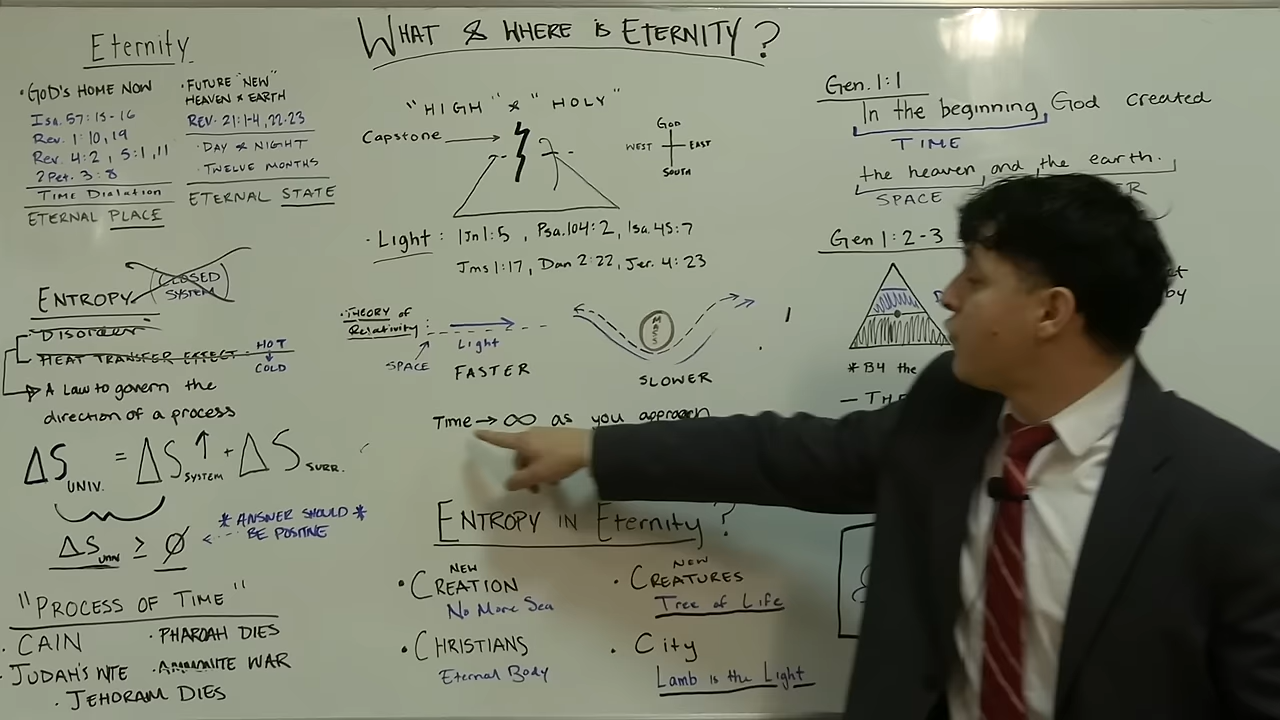 WHAT & WHERE IS ETERNITY?
Eternity
• GOD'S HOME NOW
Isa. 57:15-16
Rev. 1:10, 19
Rev. 4:2, 5:1, 11
2 Pet. 3:8
TIME DIALATION
ETERNAL PLACE
• FUTURE "NEW"
HEAVEN & EARTH
REV. 21:1-4, 22-23
• DAY & NIGHT
• TWELVE MONTHS
ETERNAL STATE
ENTROPY
CLOSED
SYSTEM
• DISORDER
HEAT TRANSFER EFFECT:
HOT
COLD
A LAW to govern the
direction of a process
ΔS UNIV. = ΔS SYSTEM ↑ + ΔS SURR.
ΔS UNIV ≥ Ø
* ANSWER SHOULD *
BE POSITIVE
"PROCESS OF TIME"
• CAIN
• PHAROAH DIES
• JUDAH'S WIFE
• AMMONITE WAR
• JEHORAM DIES
"HIGH" & "HOLY"
Capstone
GOD
WEST
EAST
SOUTH
• Light: 1Jn 1:5, Psa. 104:2, Isa. 45:7
Jms 1:17, Dan 2:22, Jer. 4:23
• THEORY of
Relativity:
Light
SPACE
FASTER
MASS
SLOWER
Time → ∞ as you approach
ENTROPY IN Eternity?
NEW
• CREATION
No More Sea
NEW
• CREATURES
Tree of Life
• CHRISTIANS
Eternal Body
• City
Lamb is the Light
Gen. 1:1
In the beginning, God created
TIME
the heaven, and the earth.
SPACE
Gen 1:2-3
by
* B4 the